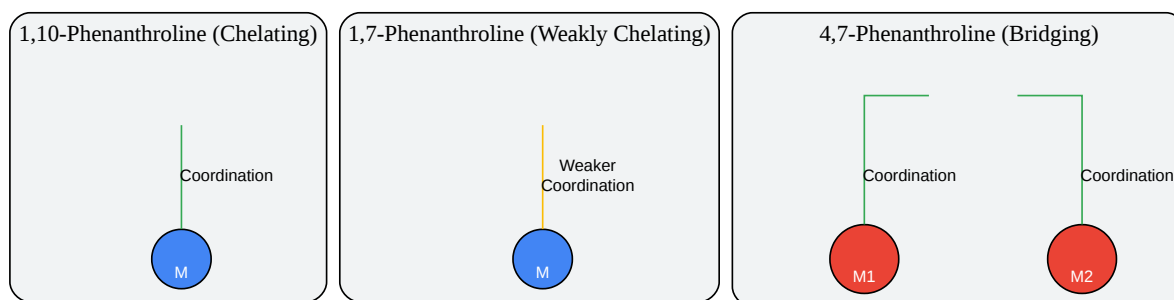 1,10-Phenanthroline (Chelating)
Coordination
M
1,7-Phenanthroline (Weakly Chelating)
Weaker
Coordination
M
4,7-Phenanthroline (Bridging)
Coordination
Coordination
M1
M2